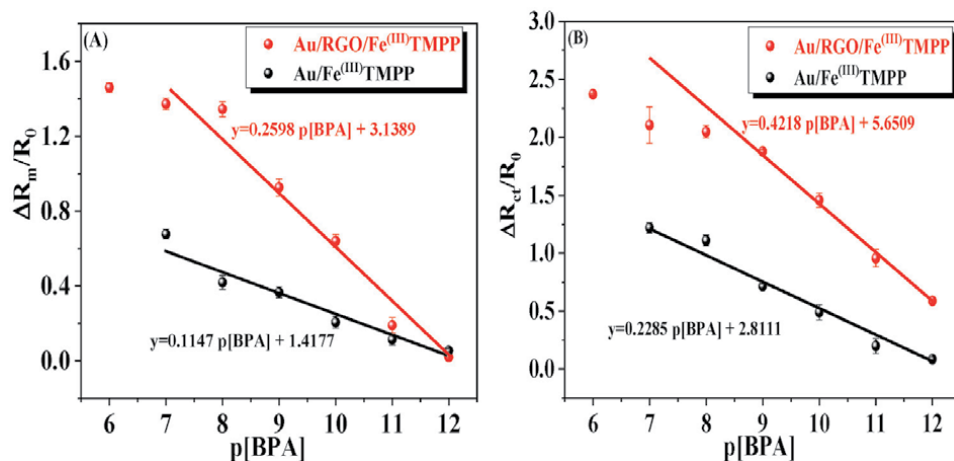 (A)
Au/RGO/Fe(III)TMPP
Au/Fe(III)TMPP
y=0.2598 p[BPA] + 3.1389
y=0.1147 p[BPA] + 1.4177
ΔRm/R0
1.6
1.2
0.8
0.4
0.0
6 7 8 9 10 11 12
p[BPA]
(B)
Au/RGO/Fe(III)TMPP
Au/Fe(III)TMPP
y=0.4218 p[BPA] + 5.6509
y=0.2285 p[BPA] + 2.8111
ΔRct/R0
3.0
2.5
2.0
1.5
1.0
0.5
0.0
6 7 8 9 10 11 12
p[BPA]